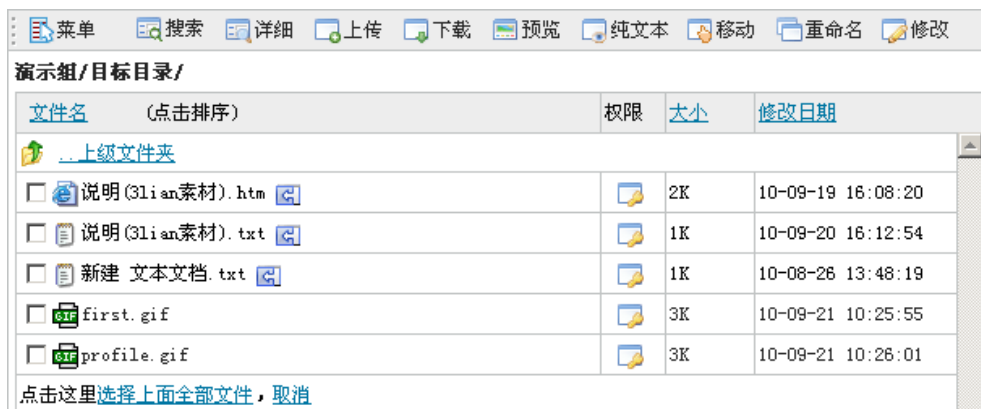 菜单 搜索 详细 上传 下载 预览 纯文本 移动 重命名 修改
演示组/目标目录/
文件名 (点击排序) 权限 大小 修改日期
..上级文件夹
说明(3lian素材).htm 2K 10-09-19 16:08:20
说明(3lian素材).txt 1K 10-09-20 16:12:54
新建 文本文档.txt 1K 10-08-26 13:48:19
GIF first.gif 3K 10-09-21 10:25:55
GIF profile.gif 3K 10-09-21 10:26:01
点击这里选择上面全部文件，取消